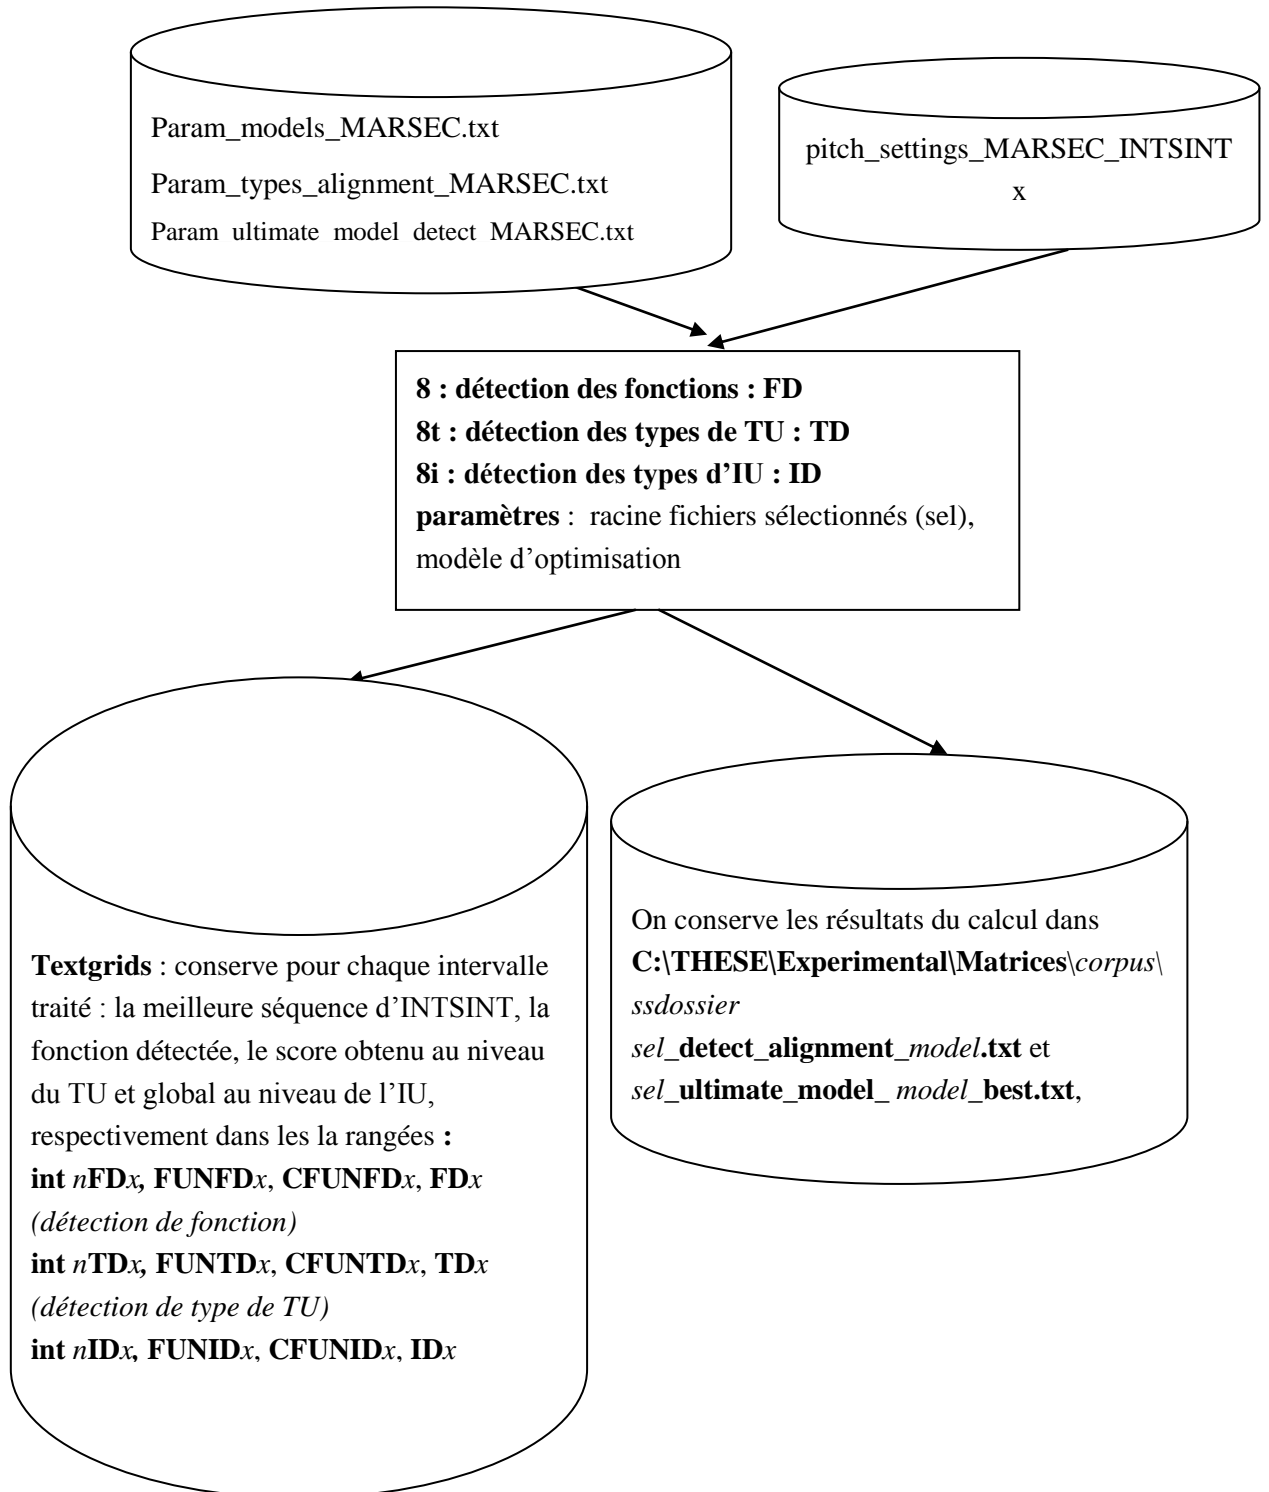 Param_models_MARSEC.txt
Param_types_alignment_MARSEC.txt
Param ultimate model detect MARSEC.txt
pitch_settings_MARSEC_INTSINT
x
8 : détection des fonctions : FD
8t : détection des types de TU : TD
8i : détection des types d’IU : ID
paramètres : racine fichiers sélectionnés (sel),
modèle d’optimisation
Textgrids : conserve pour chaque intervalle
traité : la meilleure séquence d’INTSINT, la
fonction détectée, le score obtenu au niveau
du TU et global au niveau de l’IU,
respectivement dans les la rangées :
int nFDx, FUNFDx, CFUNFDx, FDx
(détection de fonction)
int nTDx, FUNTDx, CFUNTDx, TDx
(détection de type de TU)
int nIDx, FUNIDx, CFUNIDx, IDx
On conserve les résultats du calcul dans
C:\THESE\Experimental\Matrices\corpus\
ssdossier
sel_detect_alignment_model.txt et
sel_ultimate_model_ model_best.txt,